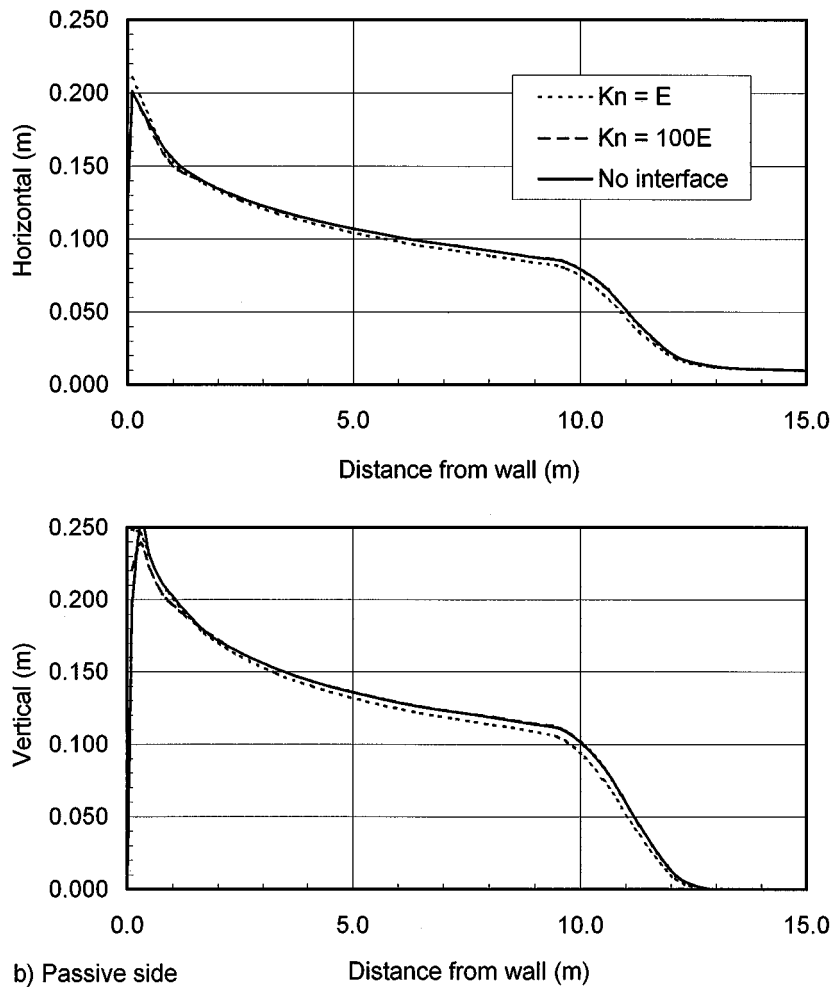 0.250
0.200
0.150
0.100
0.050
0.000
Horizontal (m)
Kn = E
Kn = 100E
No interface
0.0
5.0
10.0
15.0
Distance from wall (m)
0.250
0.200
0.150
0.100
0.050
0.000
Vertical (m)
0.0
5.0
10.0
15.0
b) Passive side
Distance from wall (m)